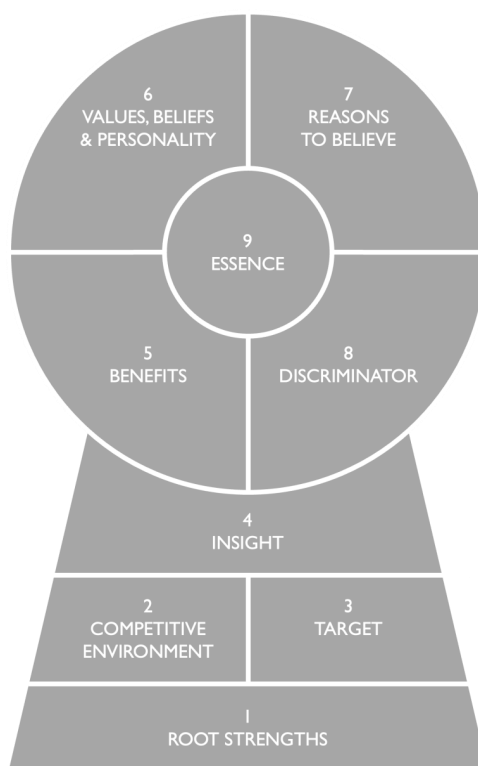 6
VALUES, BELIEFS
& PERSONALITY
7
REASONS
TO BELIEVE
9
ESSENCE
5
BENEFITS
8
DISCRIMINATOR
4
INSIGHT
2
COMPETITIVE
ENVIRONMENT
3
TARGET
1
ROOT STRENGTHS